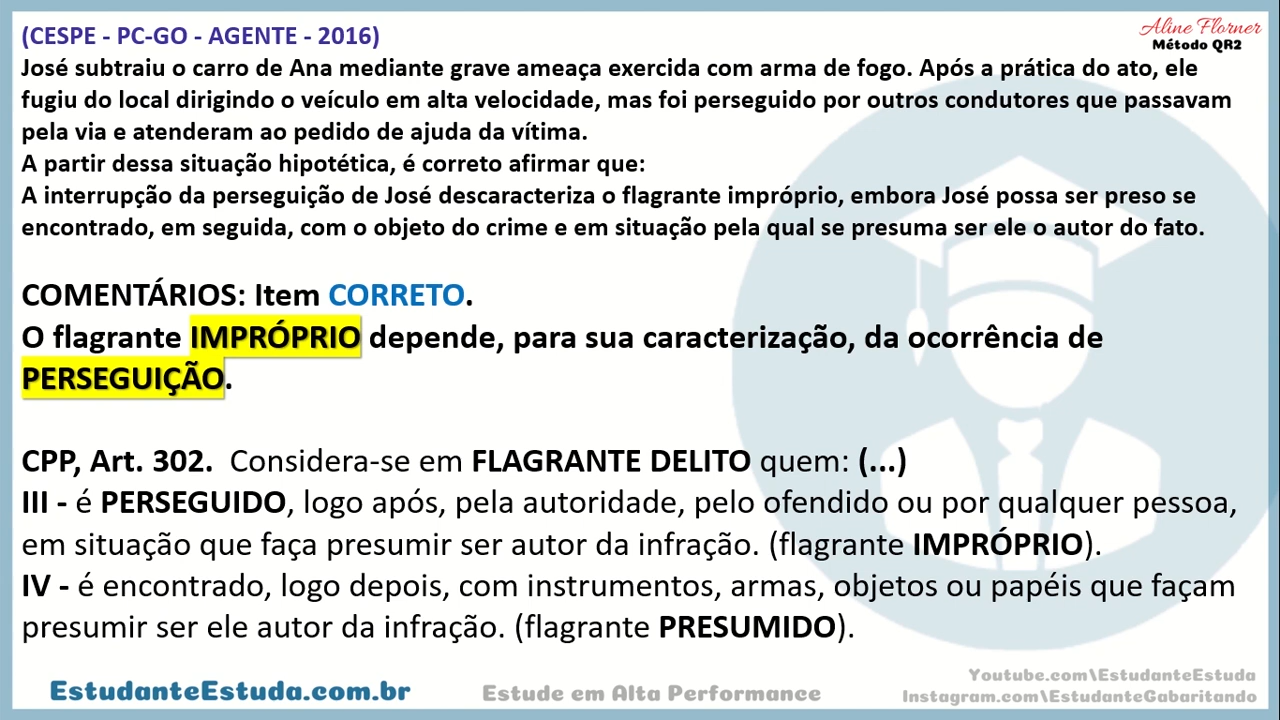 (CESPE - PC-GO - AGENTE - 2016)
Aline Florner
Método QR2
José subtraiu o carro de Ana mediante grave ameaça exercida com arma de fogo. Após a prática do ato, ele
fugiu do local dirigindo o veículo em alta velocidade, mas foi perseguido por outros condutores que passavam
pela via e atenderam ao pedido de ajuda da vítima.
A partir dessa situação hipotética, é correto afirmar que:
A interrupção da perseguição de José descaracteriza o flagrante impróprio, embora José possa ser preso se
encontrado, em seguida, com o objeto do crime e em situação pela qual se presuma ser ele o autor do fato.
COMENTÁRIOS: Item CORRETO.
O flagrante IMPRÓPRIO depende, para sua caracterização, da ocorrência de
PERSEGUIÇÃO.
CPP, Art. 302. Considera-se em FLAGRANTE DELITO quem: (...)
III - é PERSEGUIDO, logo após, pela autoridade, pelo ofendido ou por qualquer pessoa,
em situação que faça presumir ser autor da infração. (flagrante IMPRÓPRIO).
IV - é encontrado, logo depois, com instrumentos, armas, objetos ou papéis que façam
presumir ser ele autor da infração. (flagrante PRESUMIDO).
EstudanteEstuda.com.br
Estude em Alta Performance
Youtube.com\EstudanteEstuda
Instagram.com\EstudanteGabaritando